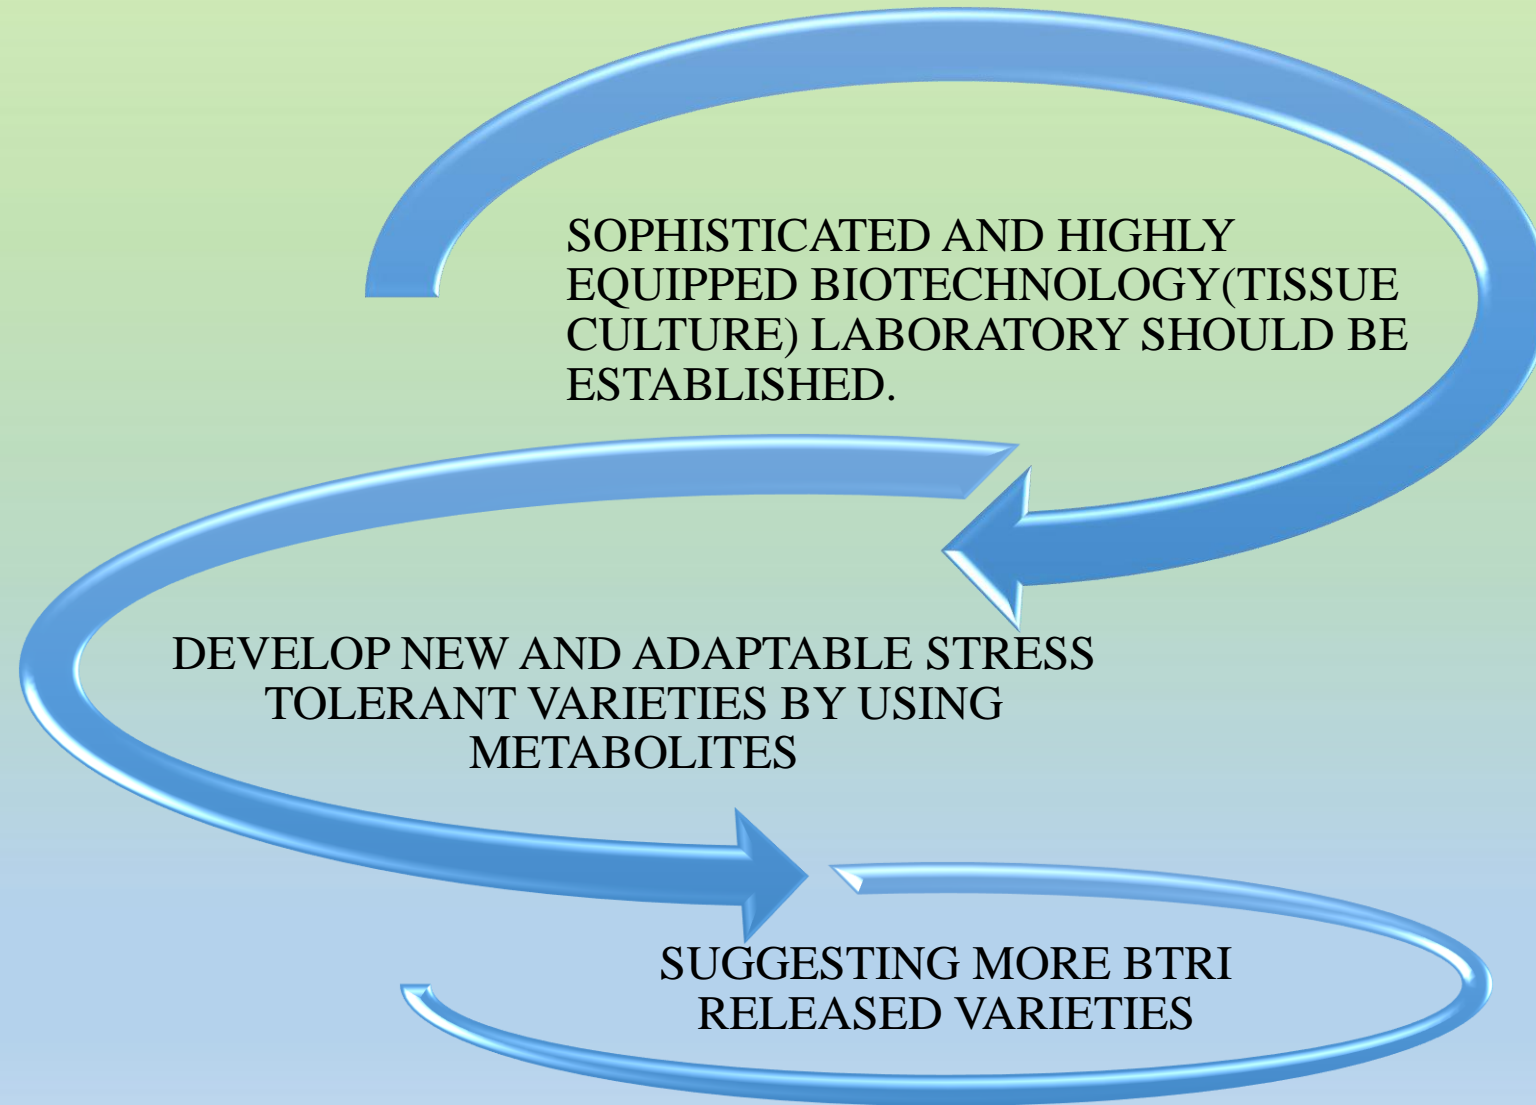 SOPHISTICATED AND HIGHLY
EQUIPPED BIOTECHNOLOGY(TISSUE
CULTURE) LABORATORY SHOULD BE
ESTABLISHED.
DEVELOP NEW AND ADAPTABLE STRESS
TOLERANT VARIETIES BY USING
METABOLITES
SUGGESTING MORE BTRI
RELEASED VARIETIES